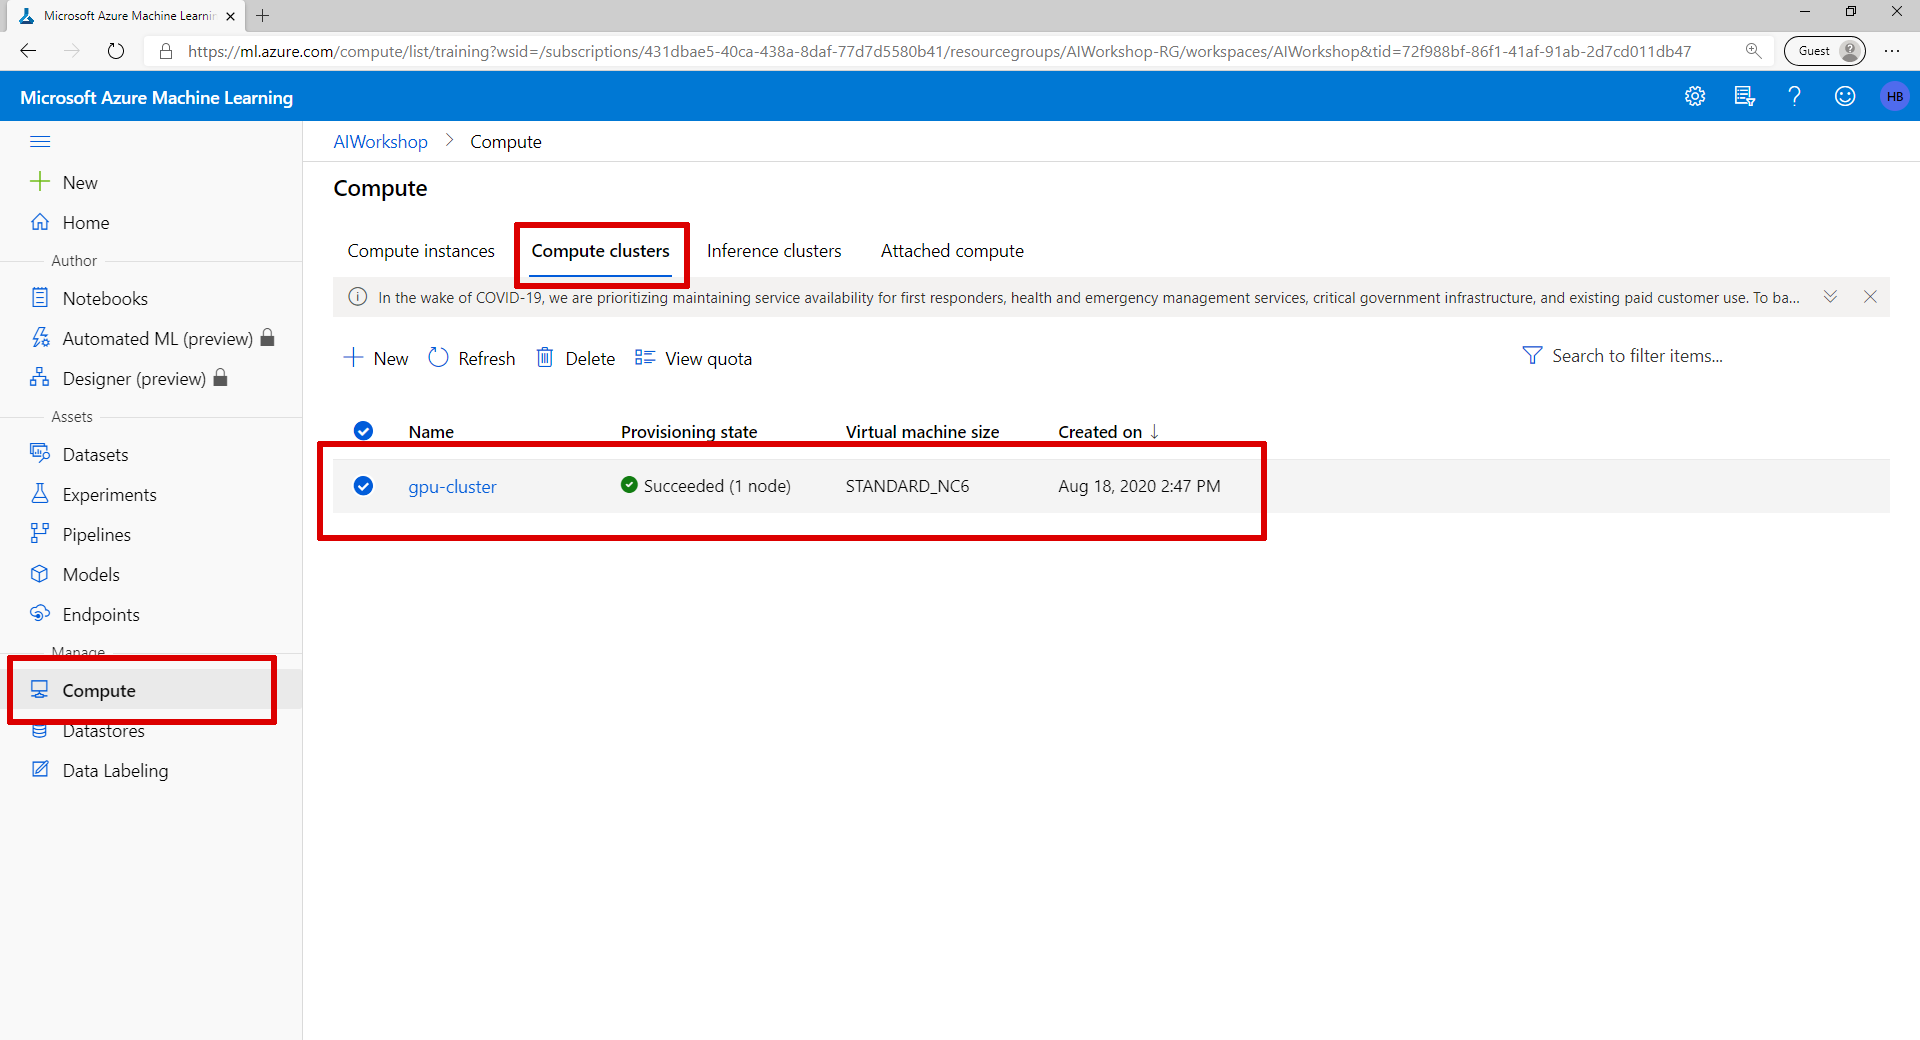 Microsoft Azure Machine Learnin
https://ml.azure.com/compute/list/training?wsid=/subscriptions/431dbae5-40ca-438a-8daf-77d7d5580b41/resourcegroups/AIWorkshop-RG/workspaces/AIWorkshop&tid=72f988bf-86f1-41af-91ab-2d7cd011db47
Guest
Microsoft Azure Machine Learning
HB
New
Home
Author
Notebooks
Automated ML (preview)
Designer (preview)
Assets
Datasets
Experiments
Pipelines
Models
Endpoints
Manage
Compute
Datastores
Data Labeling
AIWorkshop > Compute
Compute
Compute instances Compute clusters Inference clusters Attached compute
In the wake of COVID-19, we are prioritizing maintaining service availability for first responders, health and emergency management services, critical government infrastructure, and existing paid customer use. To ba...
New Refresh Delete View quota Search to filter items...
Name Provisioning state Virtual machine size Created on ↓
gpu-cluster Succeeded (1 node) STANDARD_NC6 Aug 18, 2020 2:47 PM